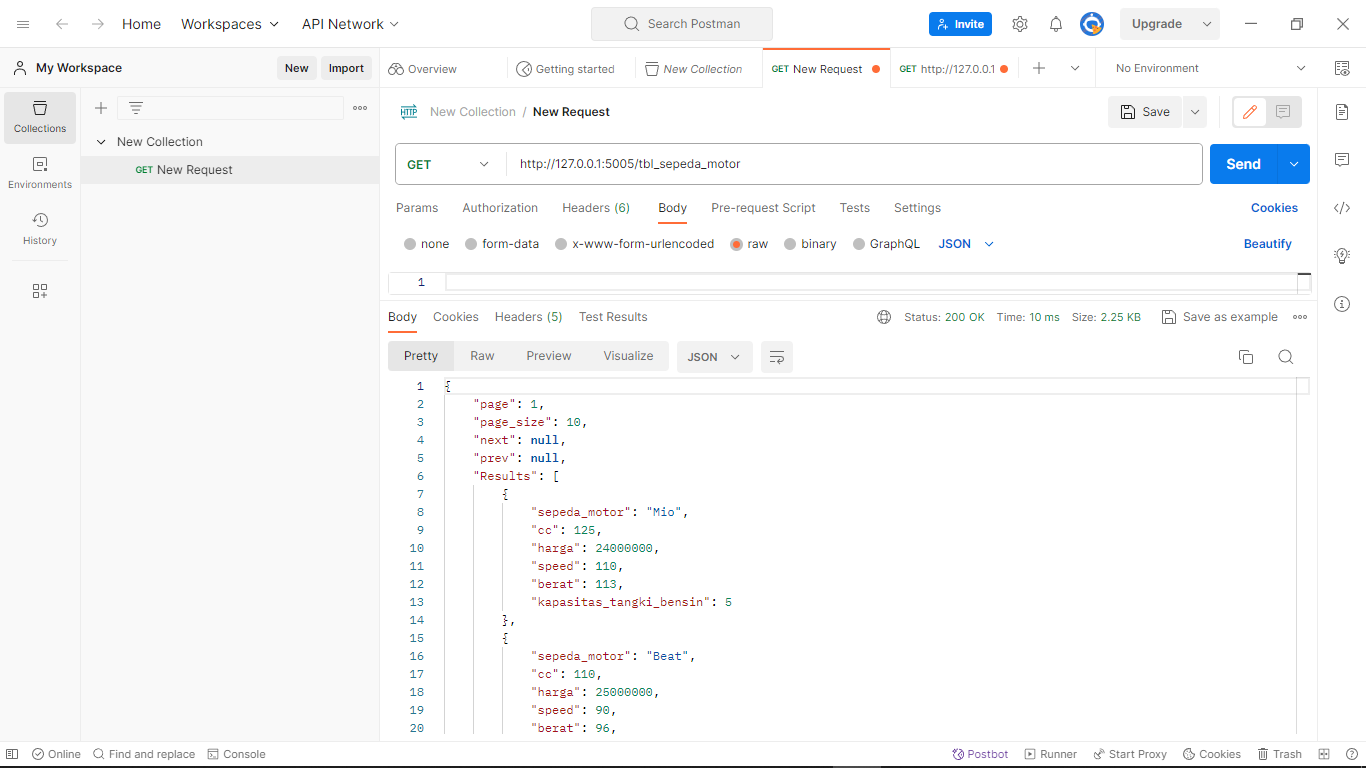 Home Workspaces API Network Search Postman Invite Upgrade
My Workspace New Import Overview Getting started New Collection GET New Request GET http://127.0.0.1 No Environment
New Collection / New Request Save
Collections
New Collection
GET New Request
Environments
History
GET http://127.0.0.1:5005/tbl_sepeda_motor Send
Params Authorization Headers (6) Body Pre-request Script Tests Settings Cookies
none form-data x-www-form-urlencoded raw binary GraphQL JSON Beautify
1
Body Cookies Headers (5) Test Results Status: 200 OK Time: 10 ms Size: 2.25 KB Save as example
Pretty Raw Preview Visualize JSON
1 {
2 "page": 1,
3 "page_size": 10,
4 "next": null,
5 "prev": null,
6 "Results": [
7 {
8 "sepeda_motor": "Mio",
9 "cc": 125,
10 "harga": 24000000,
11 "speed": 110,
12 "berat": 113,
13 "kapasitas_tangki_bensin": 5
14 },
15 {
16 "sepeda_motor": "Beat",
17 "cc": 110,
18 "harga": 25000000,
19 "speed": 90,
20 "berat": 96,
Online Find and replace Console Postbot Runner Start Proxy Cookies Trash